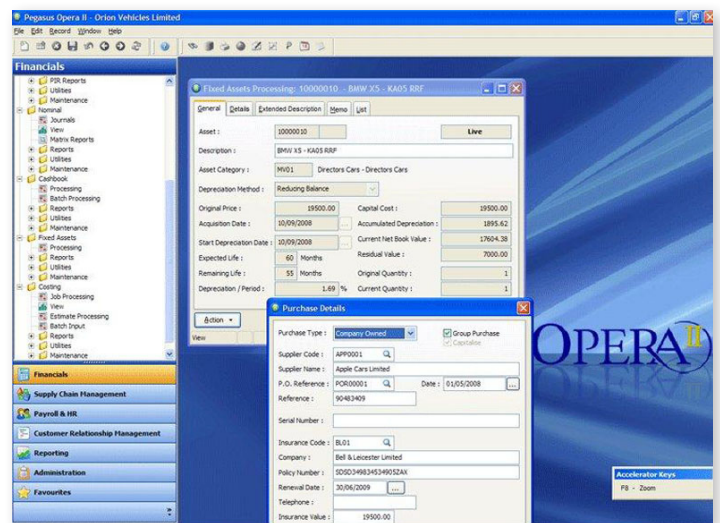 Pegasus Opera II - Orion Vehicles Limited
File Edit Record Window Help
Financials
PIR Reports
Utilities
Maintenance
Nominal
Journals
View
Matrix Reports
Reports
Utilities
Maintenance
Cashbook
Processing
Batch Processing
Reports
Utilities
Maintenance
Fixed Assets
Processing
Reports
Utilities
Maintenance
Costing
Job Processing
View
Estimate Processing
Batch Input
Reports
Utilities
Maintenance
Financials
Supply Chain Management
Payroll & HR
Customer Relationship Management
Reporting
Administration
Favourites
Fixed Assets Processing: 10000010 - BMW X5 - KA05 RRF
General Details Extended Description Memo List
Asset : 10000010 Live
Description : BMW X5 - KA05 RRF
Asset Category : MV01 Directors Cars - Directors Cars
Depreciation Method : Reducing Balance
Original Price : 19500.00 Capital Cost : 19500.00
Acquisition Date : 10/09/2008 ... Accumulated Depreciation : 1895.62
Start Depreciation Date : 10/09/2008 ... Current Net Book Value : 17604.38
Expected Life : 60 Months Residual Value : 7000.00
Remaining Life : 55 Months Original Quantity : 1
Depreciation / Period : 1.69 % Current Quantity : 1
Action
View
Purchase Details
Purchase Type : Company Owned Group Purchase
Capitalise
Supplier Code : APP0001
Supplier Name : Apple Cars Limited
P.O. Reference : POR00001 Date : 01/05/2008 ...
Reference : 90483409
Serial Number :
Insurance Code : BL01
Company : Bell & Leicester Limited
Policy Number : SDSD349834534905ZAX
Renewal Date : 30/06/2009 ...
Telephone :
Insurance Value : 19500.00
OPERA II
Accelerator Keys
F8 - Zoom